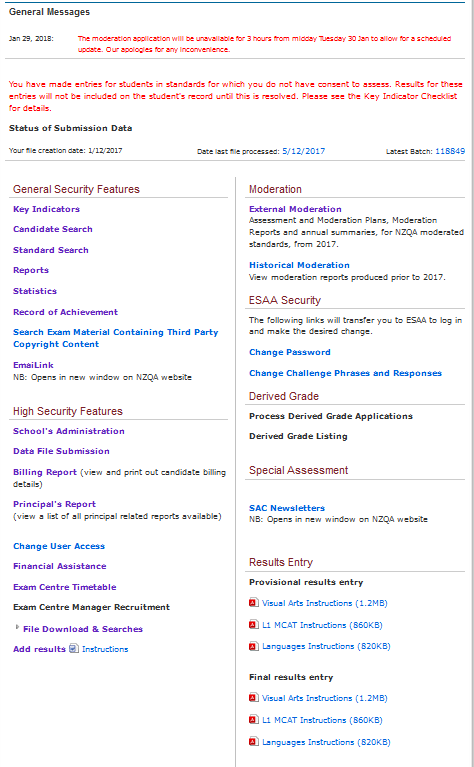 General Messages
Jan 29, 2018: The moderation application will be unavailable for 3 hours from midday Tuesday 30 Jan to allow for a scheduled
update. Our apologies for any inconvenience.
You have made entries for students in standards for which you do not have consent to assess. Results for these
entries will not be included on the student's record until this is resolved. Please see the Key Indicator Checklist
for details.
Status of Submission Data
Your file creation date: 1/12/2017 Date last file processed: 5/12/2017 Latest Batch: 118849
General Security Features
Key Indicators
Candidate Search
Standard Search
Reports
Statistics
Record of Achievement
Search Exam Material Containing Third Party
Copyright Content
EmaiLink
NB: Opens in new window on NZQA website
High Security Features
School's Administration
Data File Submission
Billing Report (view and print out candidate billing
details)
Principal's Report
(view a list of all principal related reports available)
Change User Access
Financial Assistance
Exam Centre Timetable
Exam Centre Manager Recruitment
File Download & Searches
Add results Instructions
Moderation
External Moderation
Assessment and Moderation Plans, Moderation
Reports and annual summaries, for NZQA moderated
standards, from 2017.
Historical Moderation
View moderation reports produced prior to 2017.
ESAA Security
The following links will transfer you to ESAA to log in
and make the desired change.
Change Password
Change Challenge Phrases and Responses
Derived Grade
Process Derived Grade Applications
Derived Grade Listing
Special Assessment
SAC Newsletters
NB: Opens in new window on NZQA website
Results Entry
Provisional results entry
Visual Arts Instructions (1.2MB)
L1 MCAT Instructions (860KB)
Languages Instructions (820KB)
Final results entry
Visual Arts Instructions (1.2MB)
L1 MCAT Instructions (860KB)
Languages Instructions (820KB)